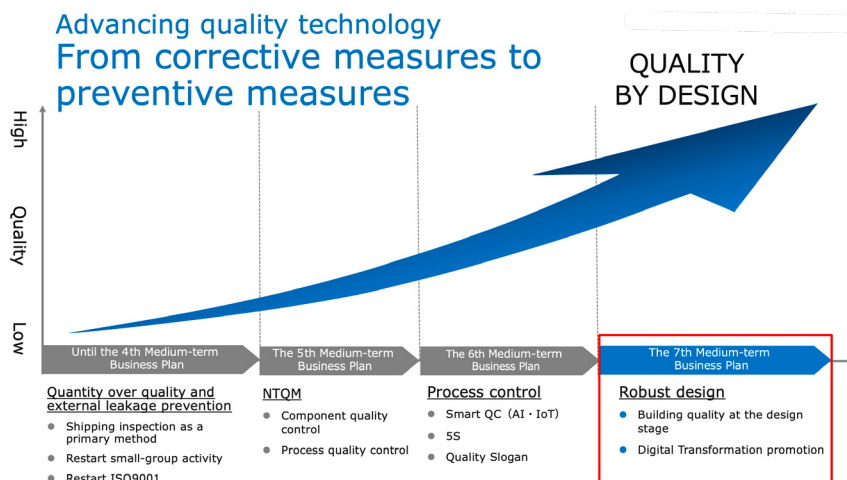 Advancing quality technology
From corrective measures to
preventive measures
QUALITY
BY DESIGN
High
Quality
Low
Until the 4th Medium-term
Business Plan
The 5th Medium-term
Business Plan
The 6th Medium-term
Business Plan
The 7th Medium-term
Business Plan
Quantity over quality and
external leakage prevention
● Shipping inspection as a
primary method
● Restart small-group activity
● Restart ISO9001
NTQM
● Component quality
control
● Process quality control
Process control
● Smart QC（AI・IoT）
● 5S
● Quality Slogan
Robust design
● Building quality at the design
stage
● Digital Transformation promotion